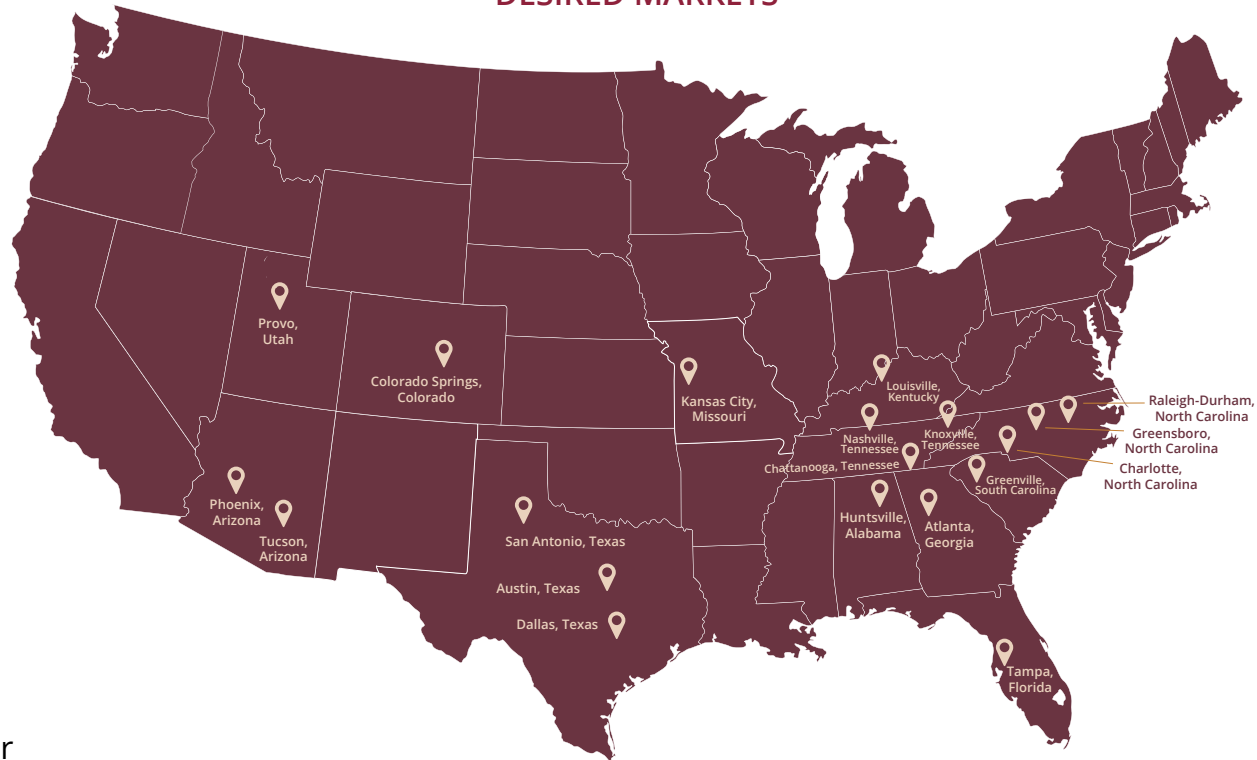 DESIRED MARKETS
Provo,
Utah
Colorado Springs,
Colorado
Kansas City,
Missouri
Louisville,
Kentucky
Nashville,
Tennessee
Knoxville,
Tennessee
Chattanooga, Tennessee
Raleigh-Durham,
North Carolina
Greensboro,
North Carolina
Charlotte,
North Carolina
Greenville,
South Carolina
Phoenix,
Arizona
Tucson,
Arizona
San Antonio, Texas
Huntsville,
Alabama
Atlanta,
Georgia
Austin, Texas
Dallas, Texas
Tampa,
Florida
r